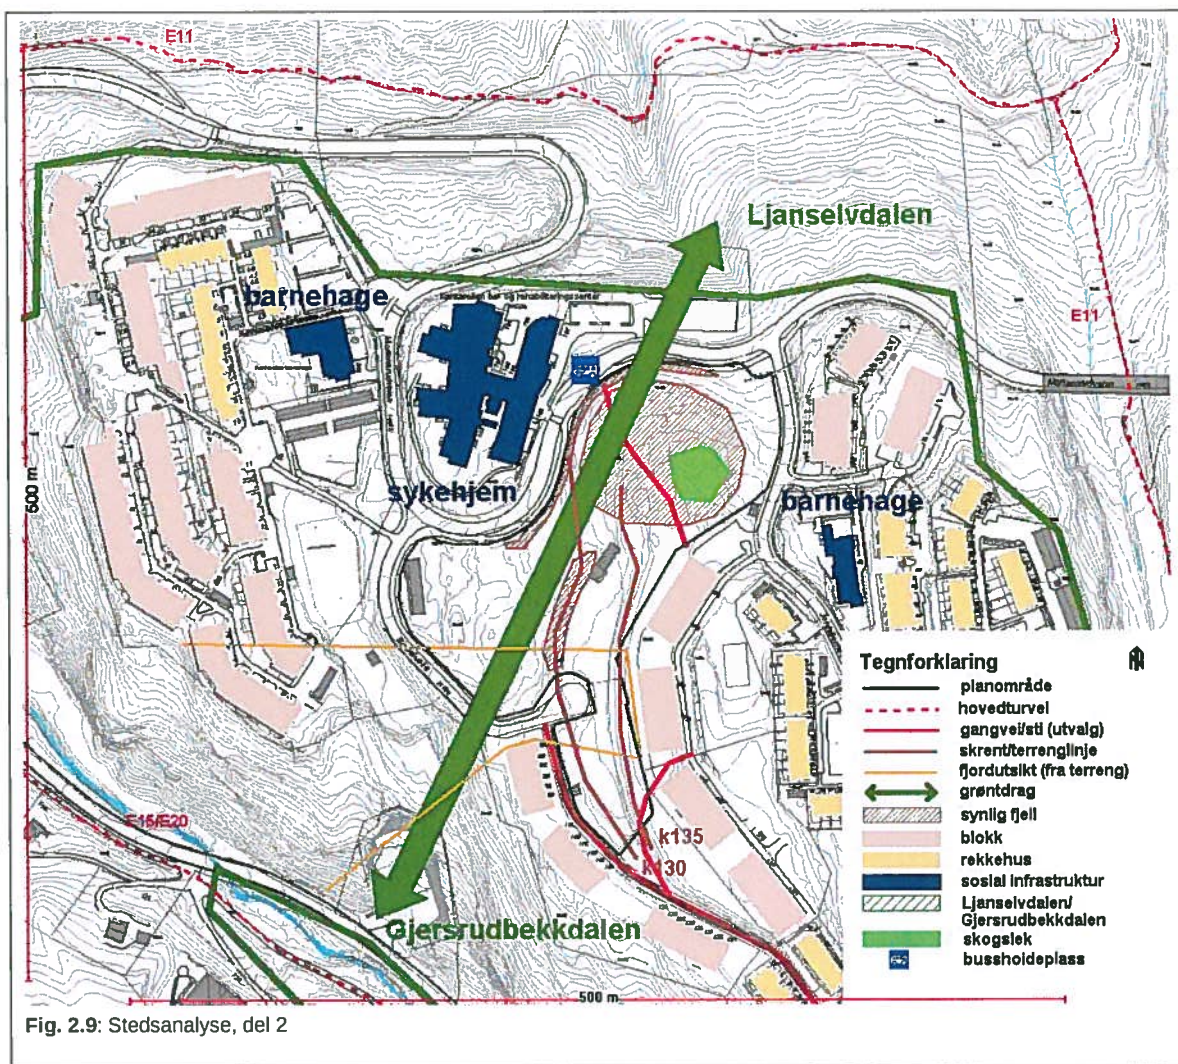 E11
Ljanselvdalen
barnehage
E11
sykehjem
barnehage
500 m
Tegnforklaring
planområde
hovedturvei
gangvei/sti (utvalg)
skrent/terrenglinje
fjordutsikt (fra terreng)
grøntdrag
synlig fjell
blokk
rekkehus
sosial infrastruktur
Ljanselvdalen/
Gjersrudbekkdalen
skogslek
bussholdeplass
E15/E20
k135
k130
Gjersrudbekkdalen
500 m
Fig. 2.9: Stedsanalyse, del 2